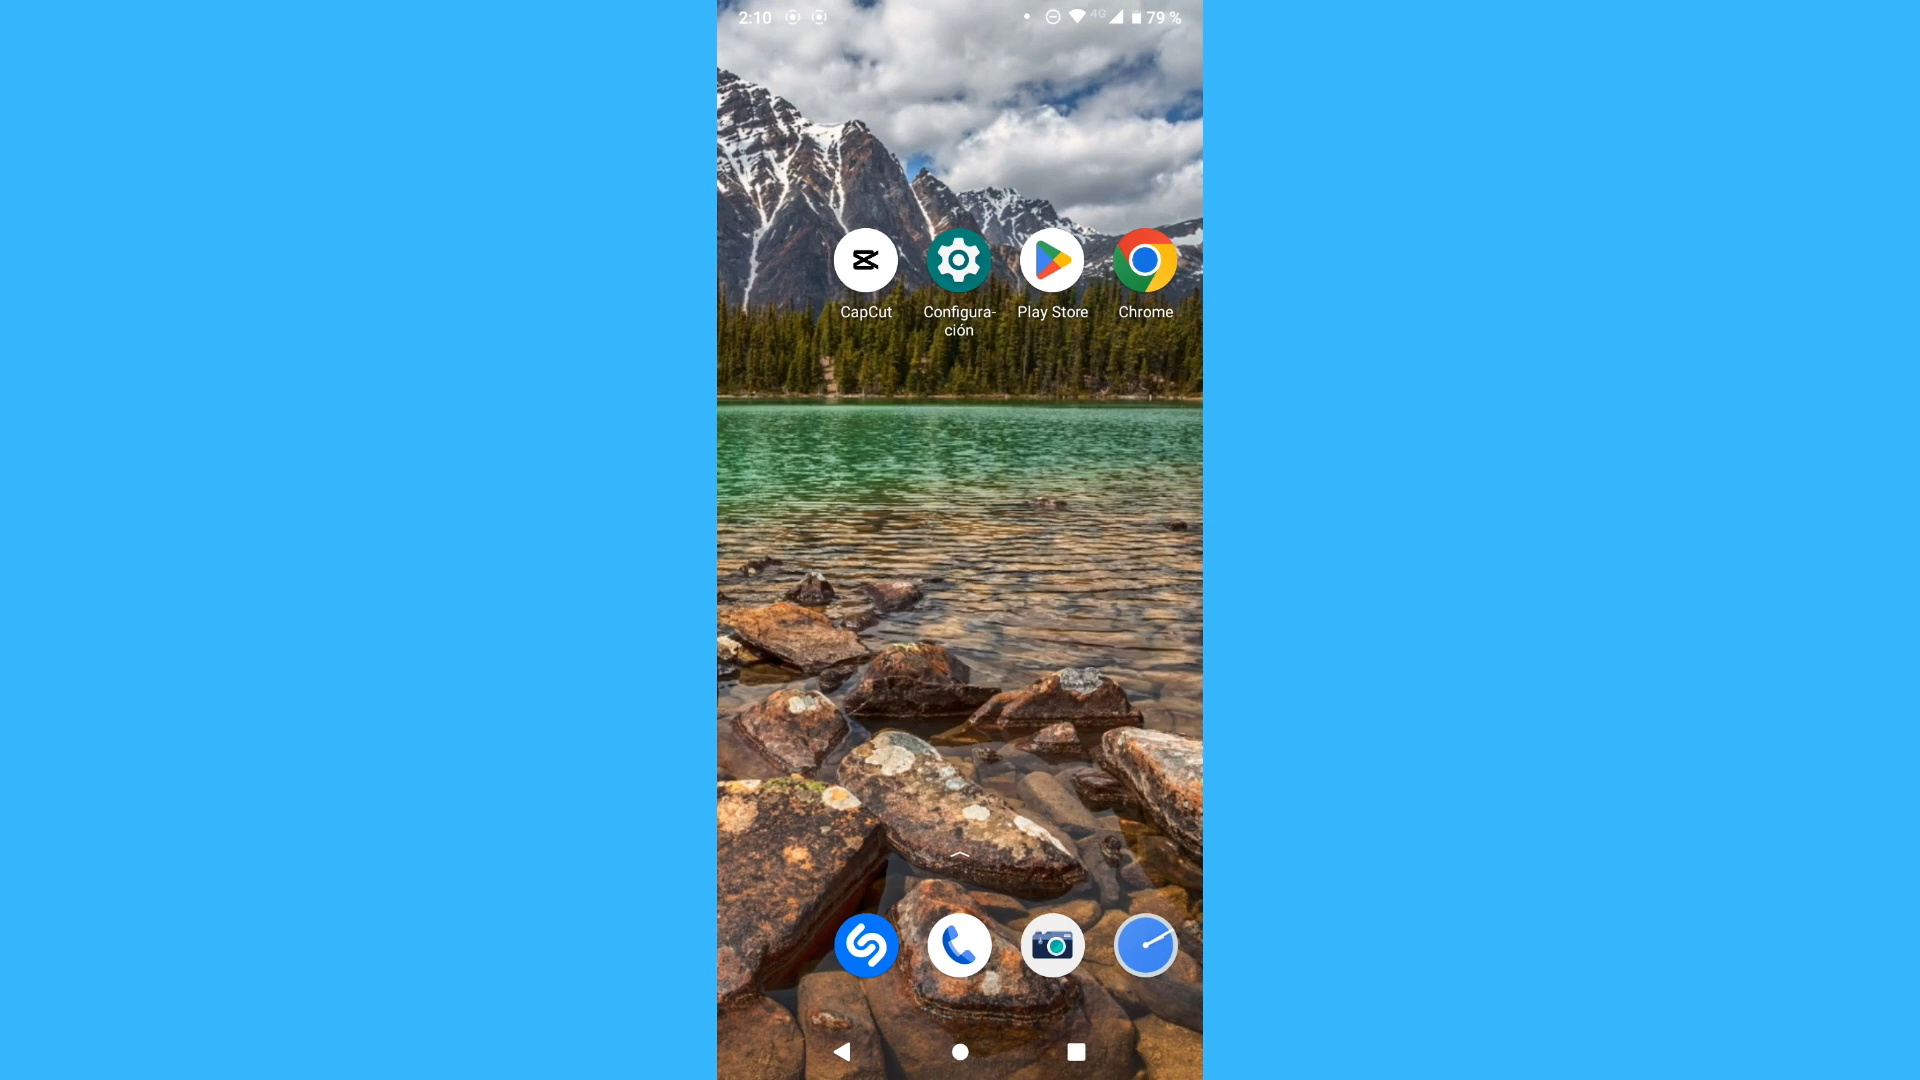 2:10
4G
79 %
CapCut
Configura-
ción
Play Store
Chrome